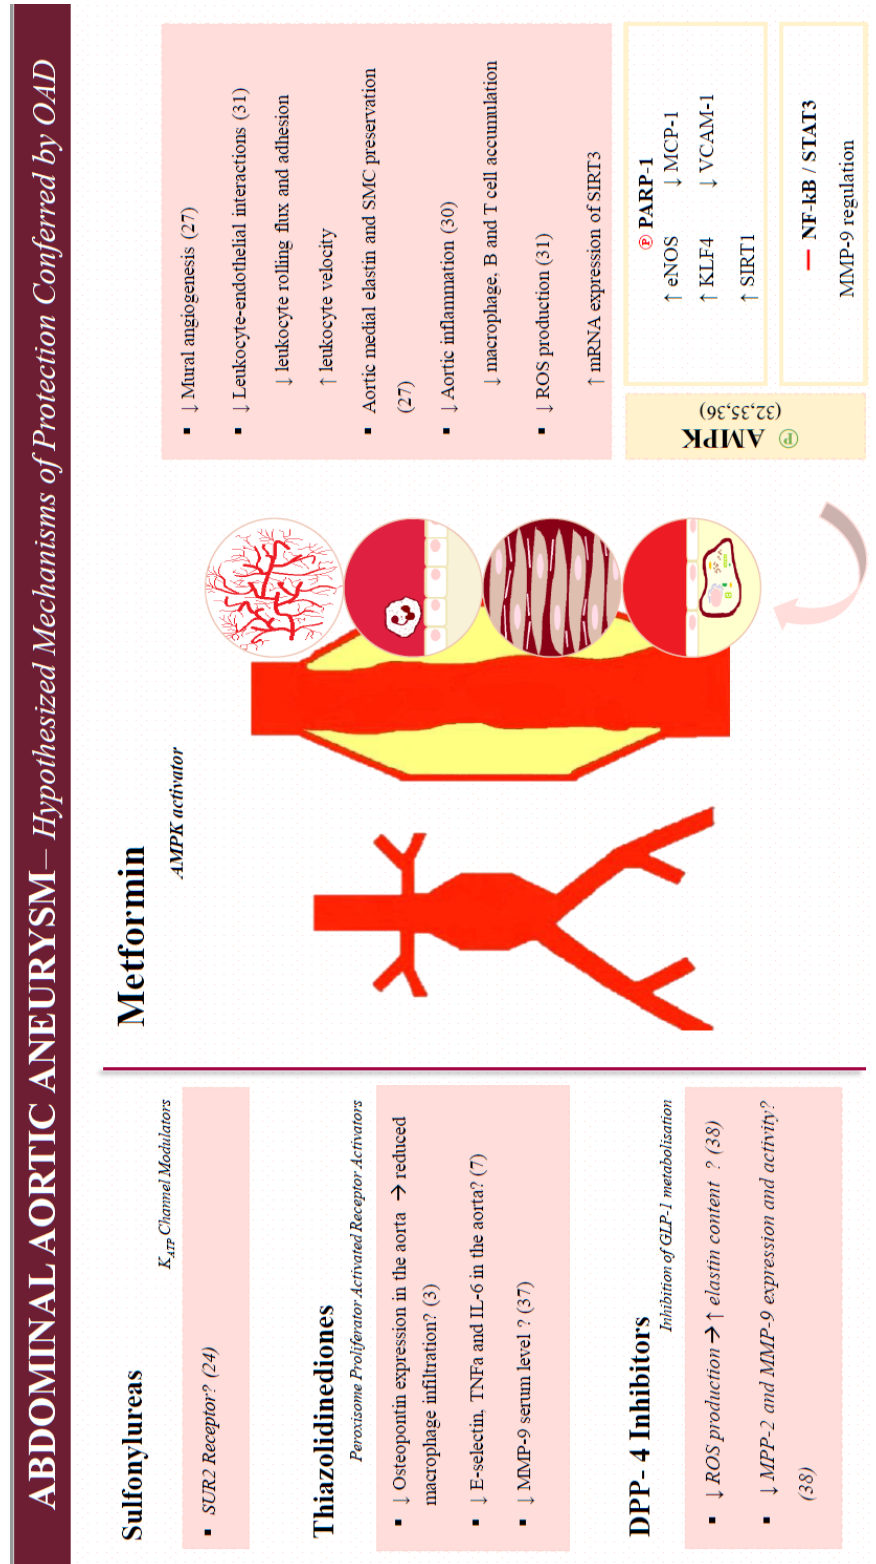 ABDOMINAL AORTIC ANEURYSM– Hypothesized Mechanisms of Protection Conferred by OAD
Sulfonylureas
K ATP Channel Modulators
▪ SUR2 Receptor? (24)
Thiazolidinediones
Peroxisome Proliferator Activated Receptor Activators
▪ ↓ Osteopontin expression in the aorta → reduced
macrophage infiltration? (3)
▪ ↓ E-selectin, TNFa and IL-6 in the aorta? (7)
▪ ↓ MMP-9 serum level ? (37)
DPP- 4 Inhibitors
Inhibition of GLP-1 metabolisation
▪ ↓ ROS production → ↑ elastin content ? (38)
▪ ↓ MPP-2 and MMP-9 expression and activity?
(38)
Metformin
AMPK activator
▪ ↓ Mural angiogenesis (27)
▪ ↓ Leukocyte-endothelial interactions (31)
↓ leukocyte rolling flux and adhesion
↑ leukocyte velocity
▪ Aortic medial elastin and SMC preservation
(27)
▪ ↓ Aortic inflammation (30)
↓ macrophage, B and T cell accumulation
▪ ↓ ROS production (31)
↑ mRNA expression of SIRT3
AMPK
(32,35,36)
P
P PARP-1
↑ eNOS ↓ MCP-1
↑ KLF4 ↓ VCAM-1
↑ SIRT1
— NF-kB / STAT3
MMP-9 regulation